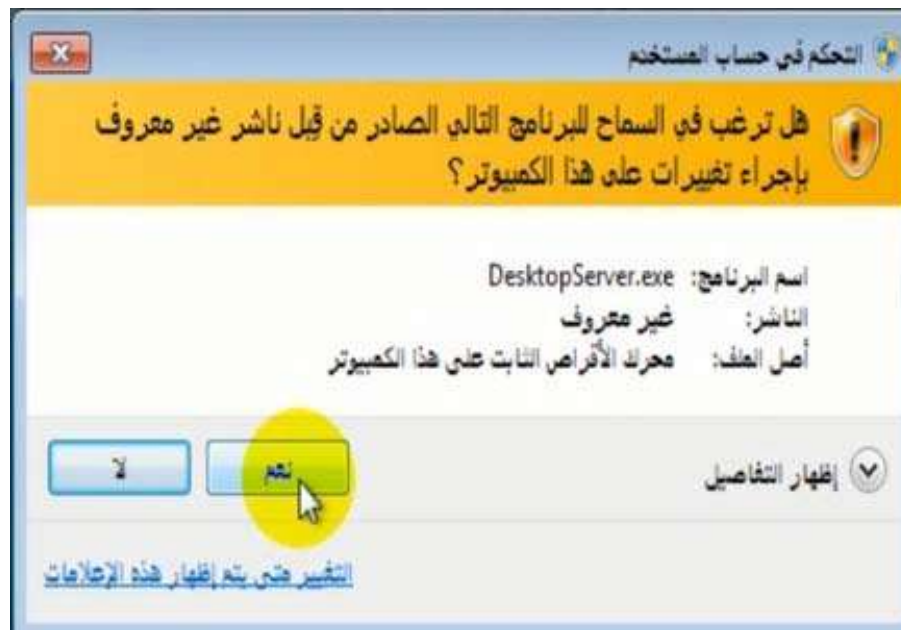 التحكم في حساب المستخدم
هل ترغب في السماح للبرنامج التالي الصادر من قِبل ناشر غير معروف
بإجراء تغييرات على هذا الكمبيوتر؟
اسم البرنامج: DesktopServer.exe
الناشر: غير معروف
أصل الملف: محرك الأقراص الثابت على هذا الكمبيوتر
إظهار التفاصيل نعم لا
التغيير متى يتم إظهار هذه الإعلامات